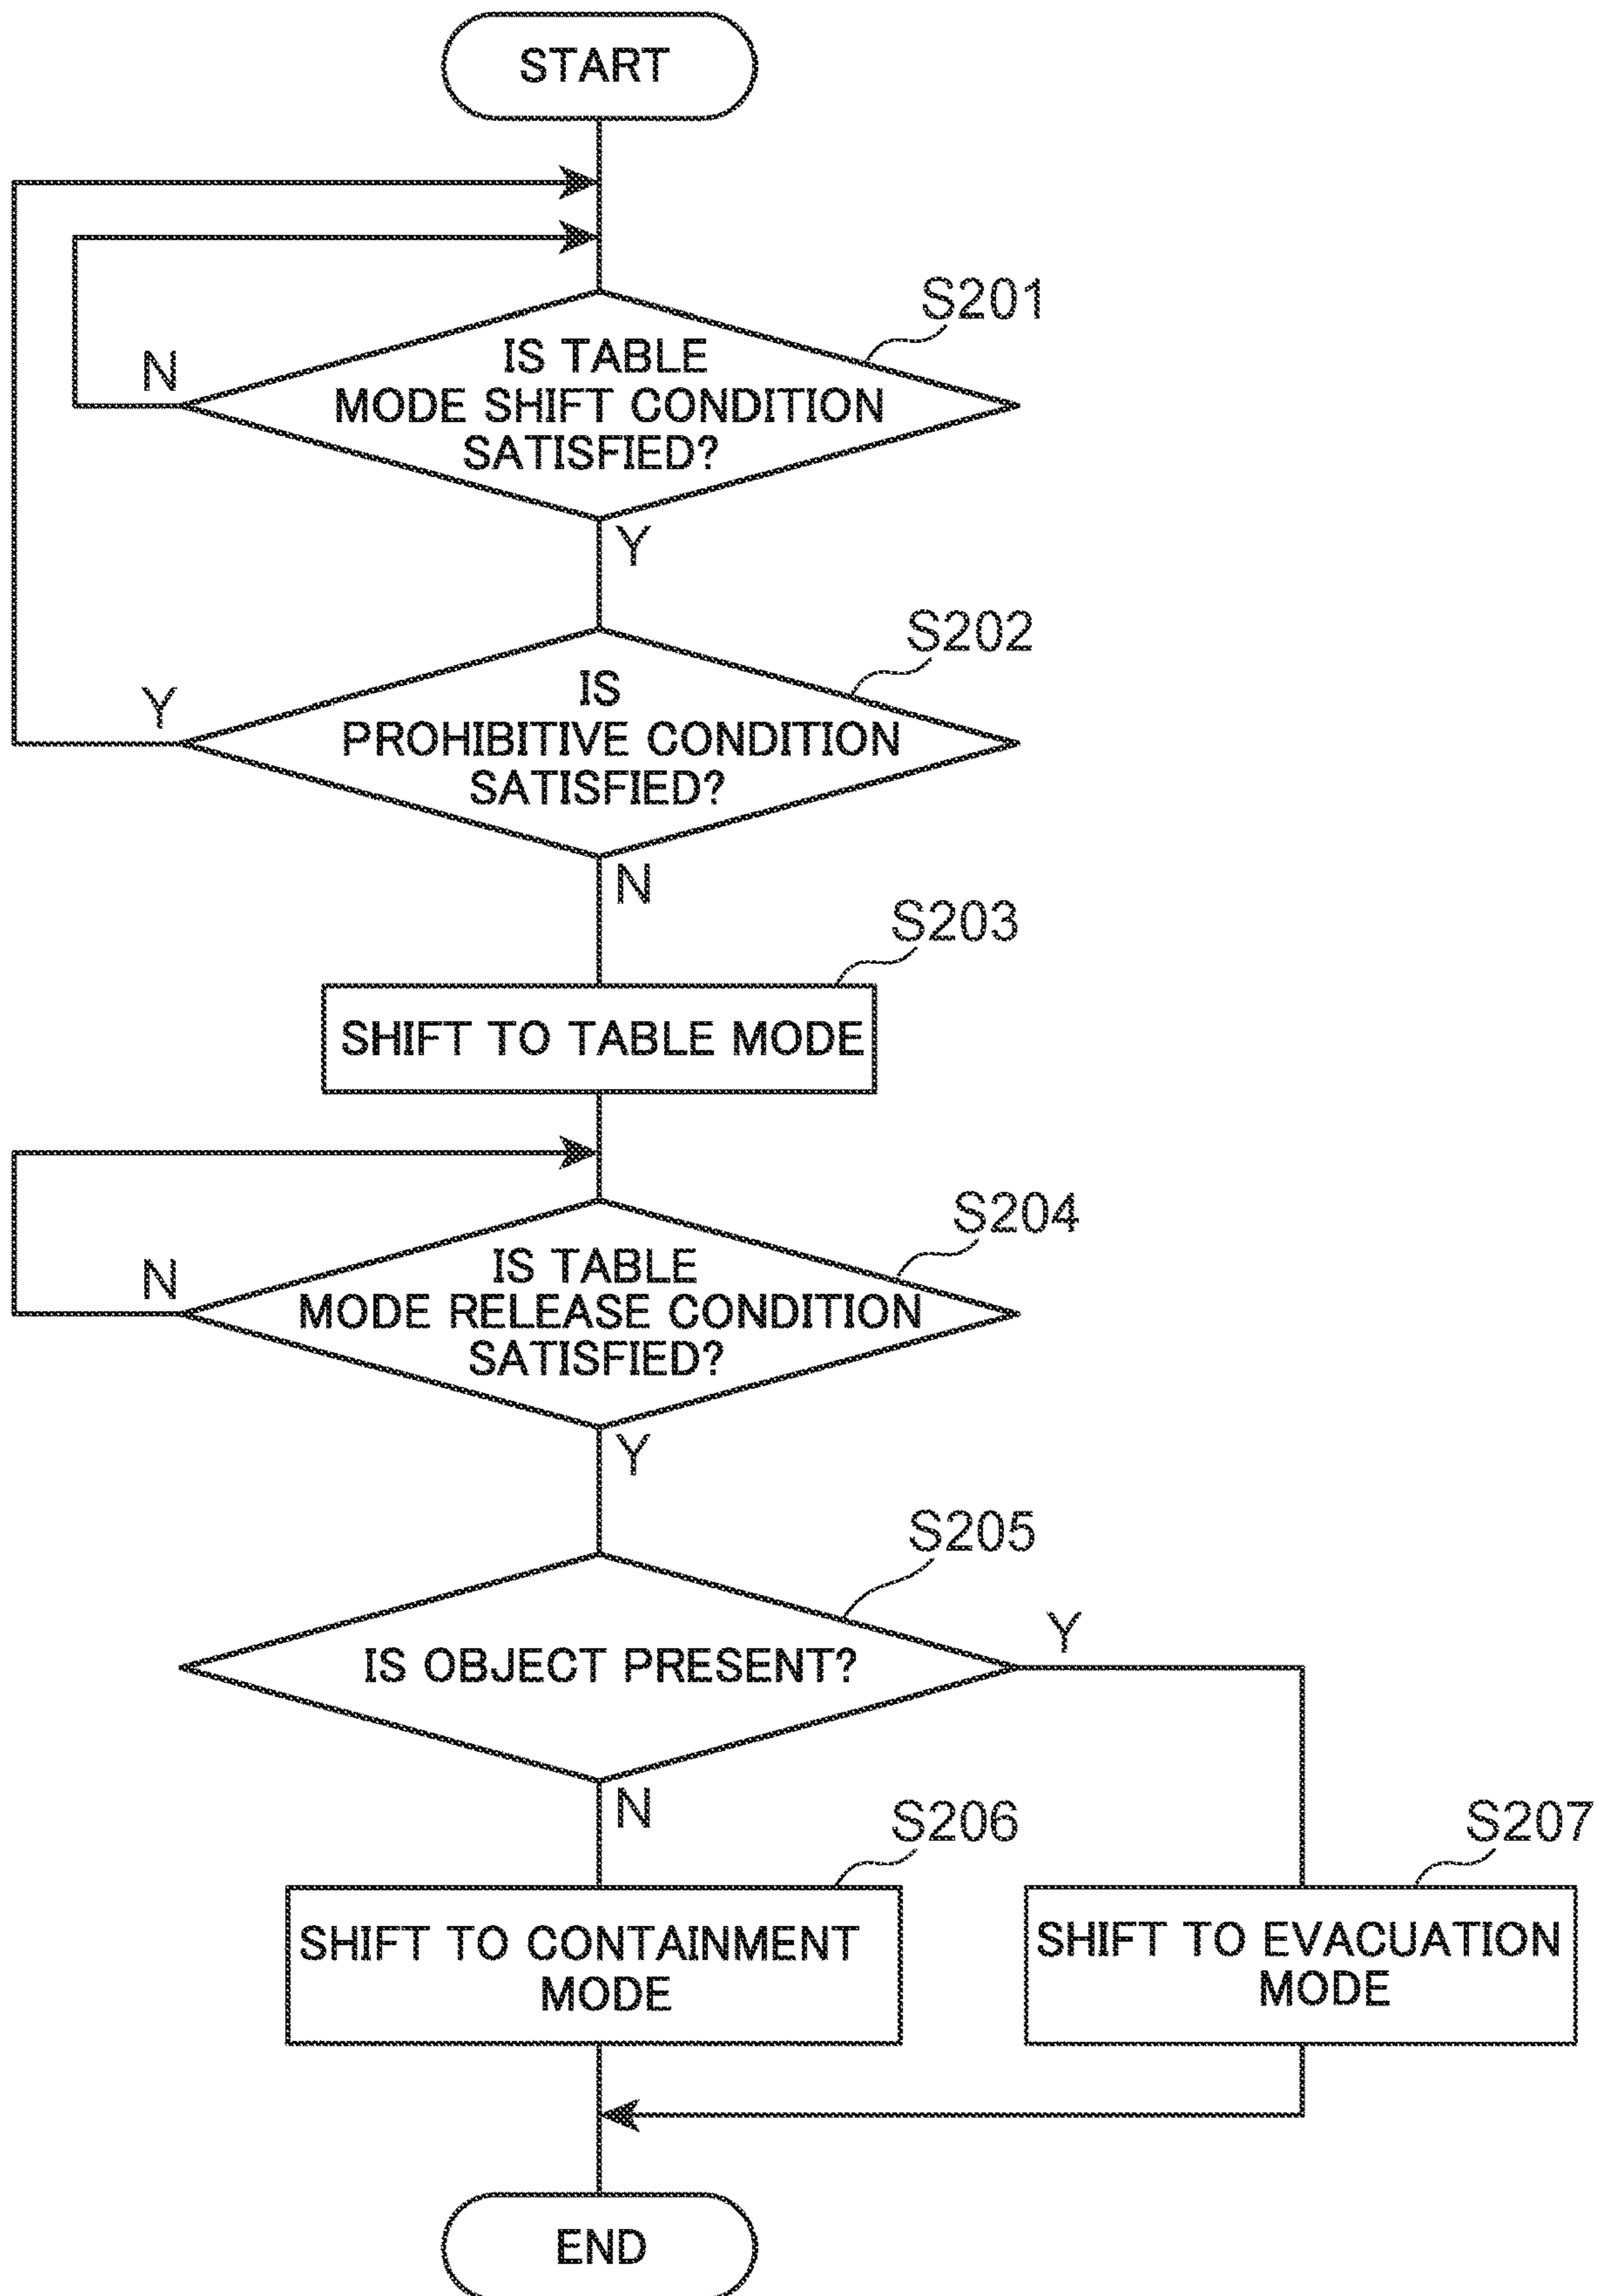 START
S201
IS TABLE
MODE SHIFT CONDITION
SATISFIED?
N
Y
S202
IS
PROHIBITIVE CONDITION
SATISFIED?
Y
N
S203
SHIFT TO TABLE MODE
S204
IS TABLE
MODE RELEASE CONDITION
SATISFIED?
N
Y
S205
IS OBJECT PRESENT?
Y
N
S206
SHIFT TO CONTAINMENT
MODE
S207
SHIFT TO EVACUATION
MODE
END